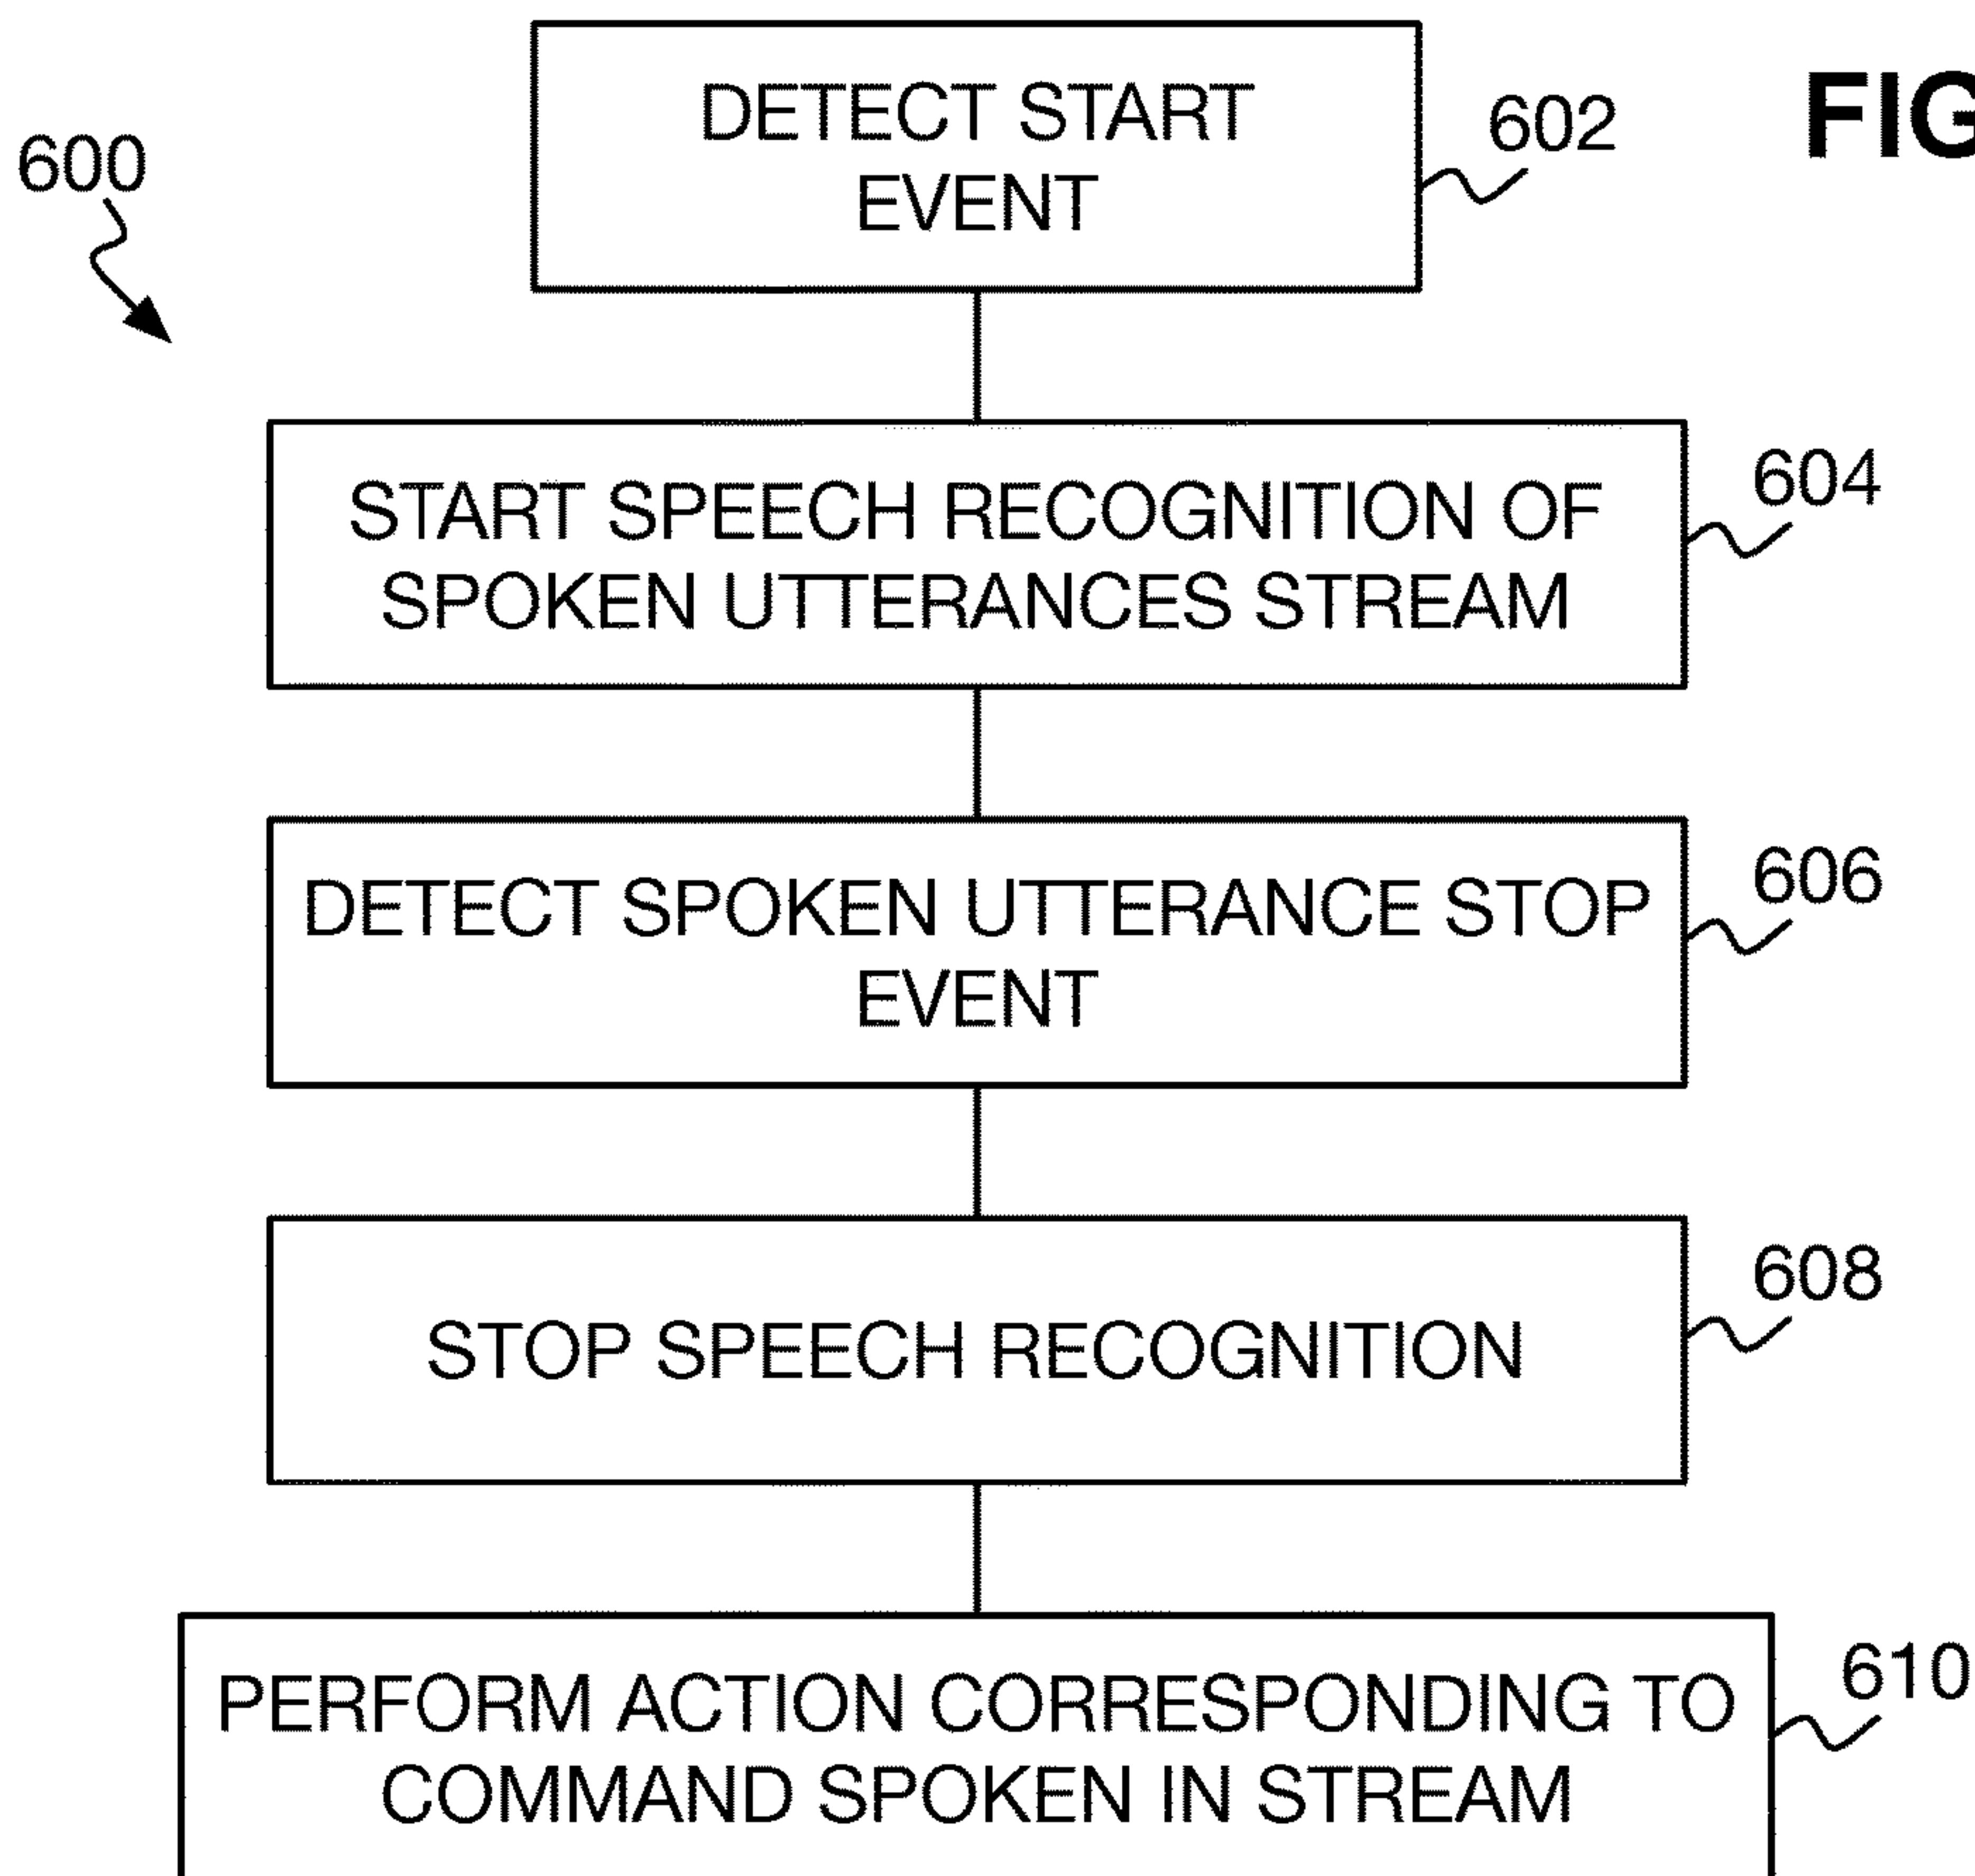 600
DETECT START
EVENT
602
FIG
START SPEECH RECOGNITION OF
SPOKEN UTTERANCES STREAM
604
DETECT SPOKEN UTTERANCE STOP
EVENT
606
STOP SPEECH RECOGNITION
608
PERFORM ACTION CORRESPONDING TO
COMMAND SPOKEN IN STREAM
610